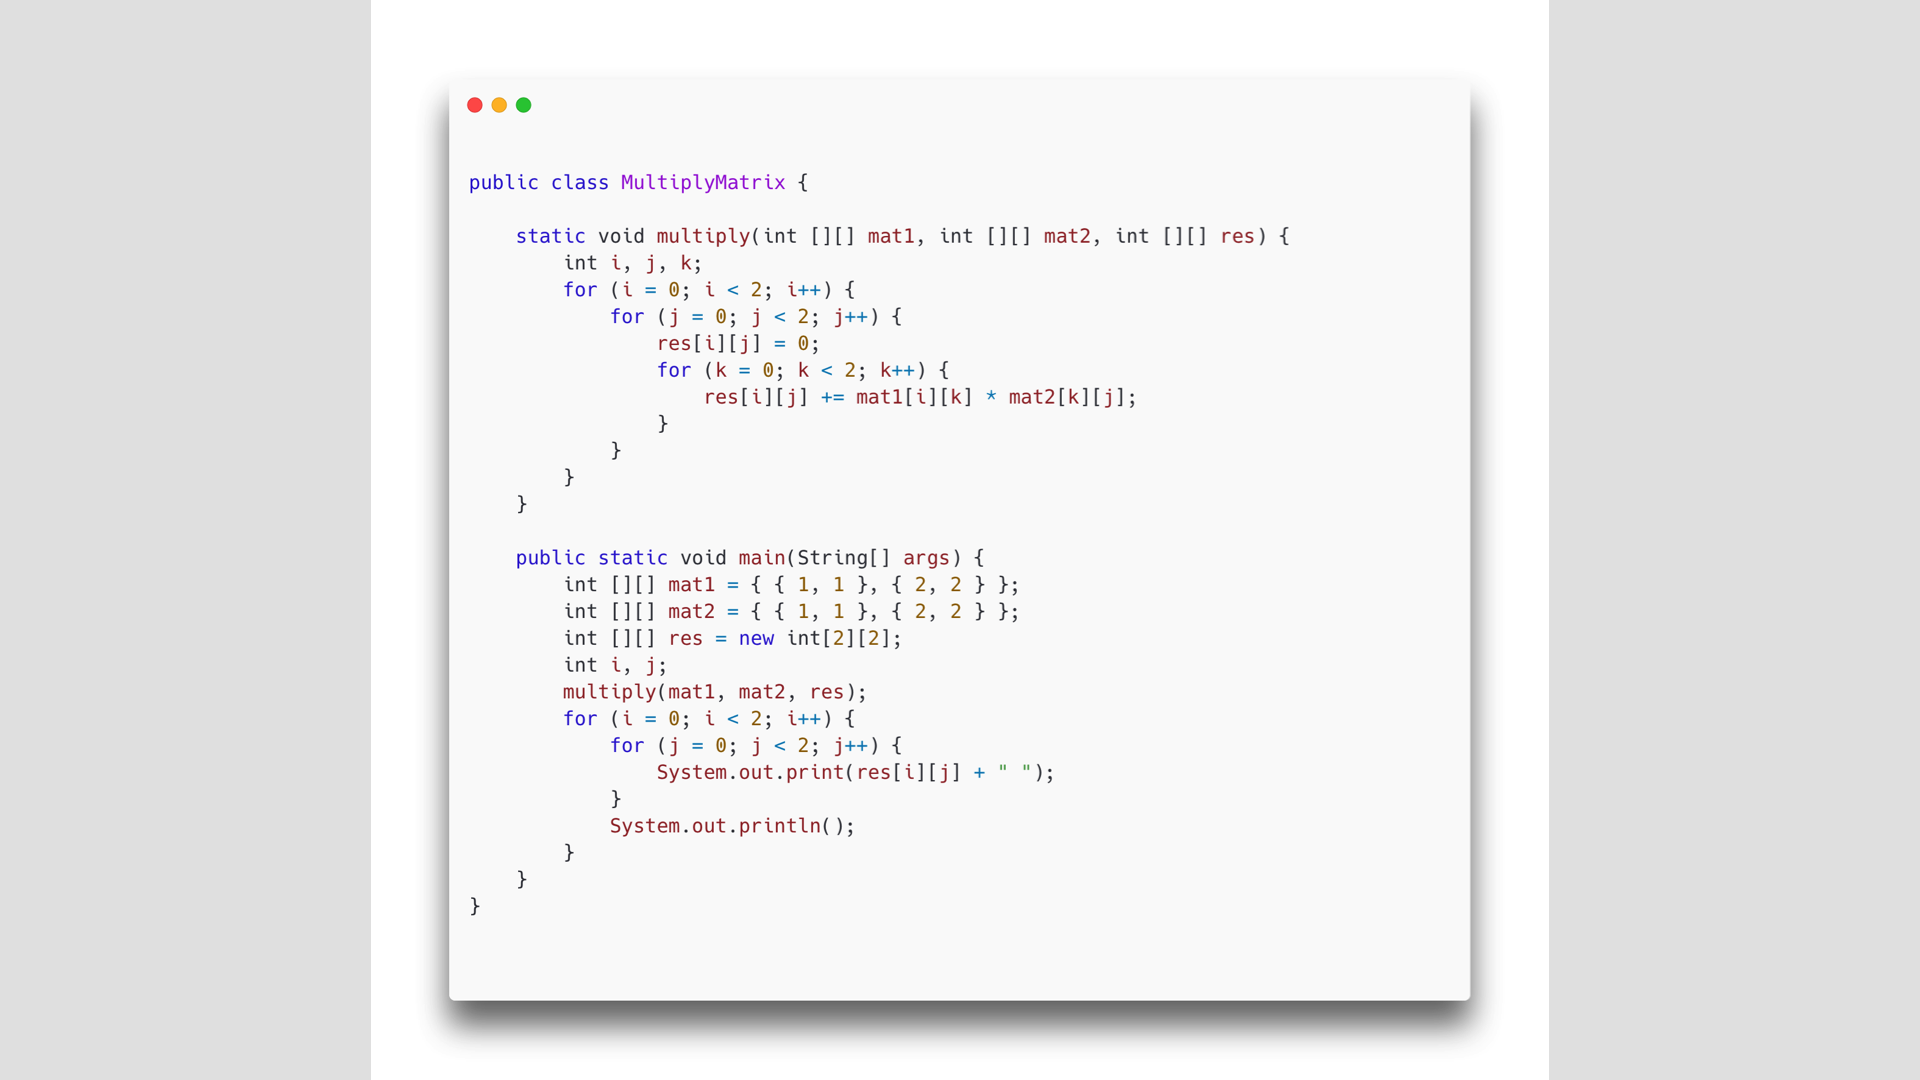 public class MultiplyMatrix {
    static void multiply(int [][] mat1, int [][] mat2, int [][] res) {
        int i, j, k;
        for (i = 0; i < 2; i++) {
            for (j = 0; j < 2; j++) {
                res[i][j] = 0;
                for (k = 0; k < 2; k++) {
                    res[i][j] += mat1[i][k] * mat2[k][j];
                }
            }
        }
    }
    public static void main(String[] args) {
        int [][] mat1 = { { 1, 1 }, { 2, 2 } };
        int [][] mat2 = { { 1, 1 }, { 2, 2 } };
        int [][] res = new int[2][2];
        int i, j;
        multiply(mat1, mat2, res);
        for (i = 0; i < 2; i++) {
            for (j = 0; j < 2; j++) {
                System.out.print(res[i][j] + " ");
            }
            System.out.println();
        }
    }
}